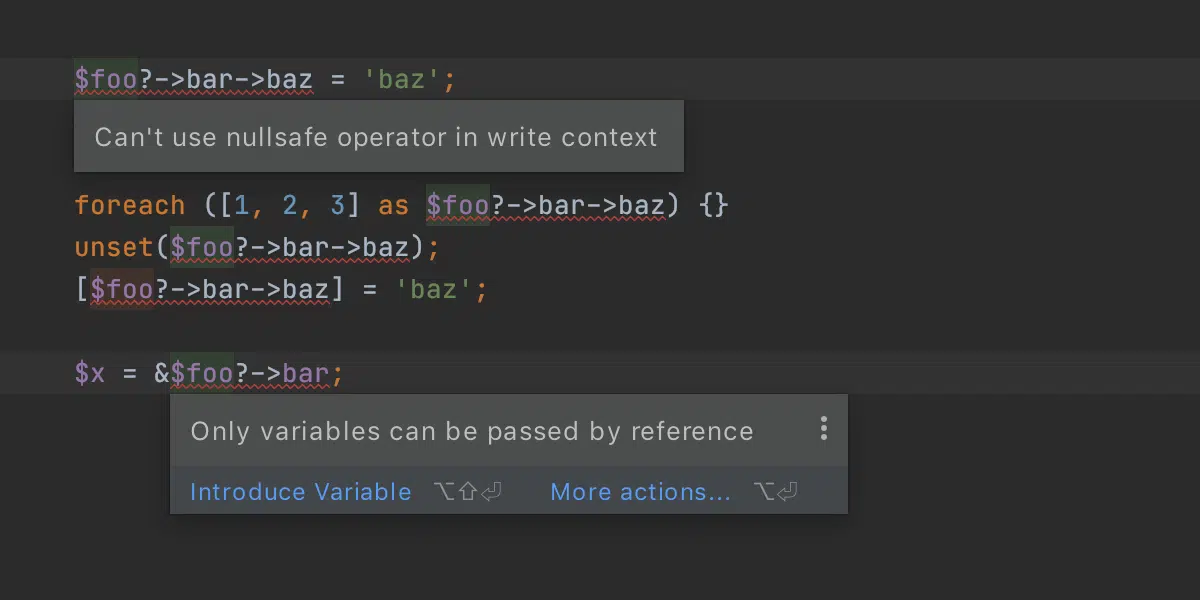 $foo?->bar->baz = 'baz';
Can't use nullsafe operator in write context
foreach ([1, 2, 3] as $foo?->bar->baz) {}
unset($foo?->bar->baz);
[$foo?->bar->baz] = 'baz';
$x = &$foo?->bar;
Only variables can be passed by reference
Introduce Variable ⌥⇧⏎ More actions... ⌥⏎